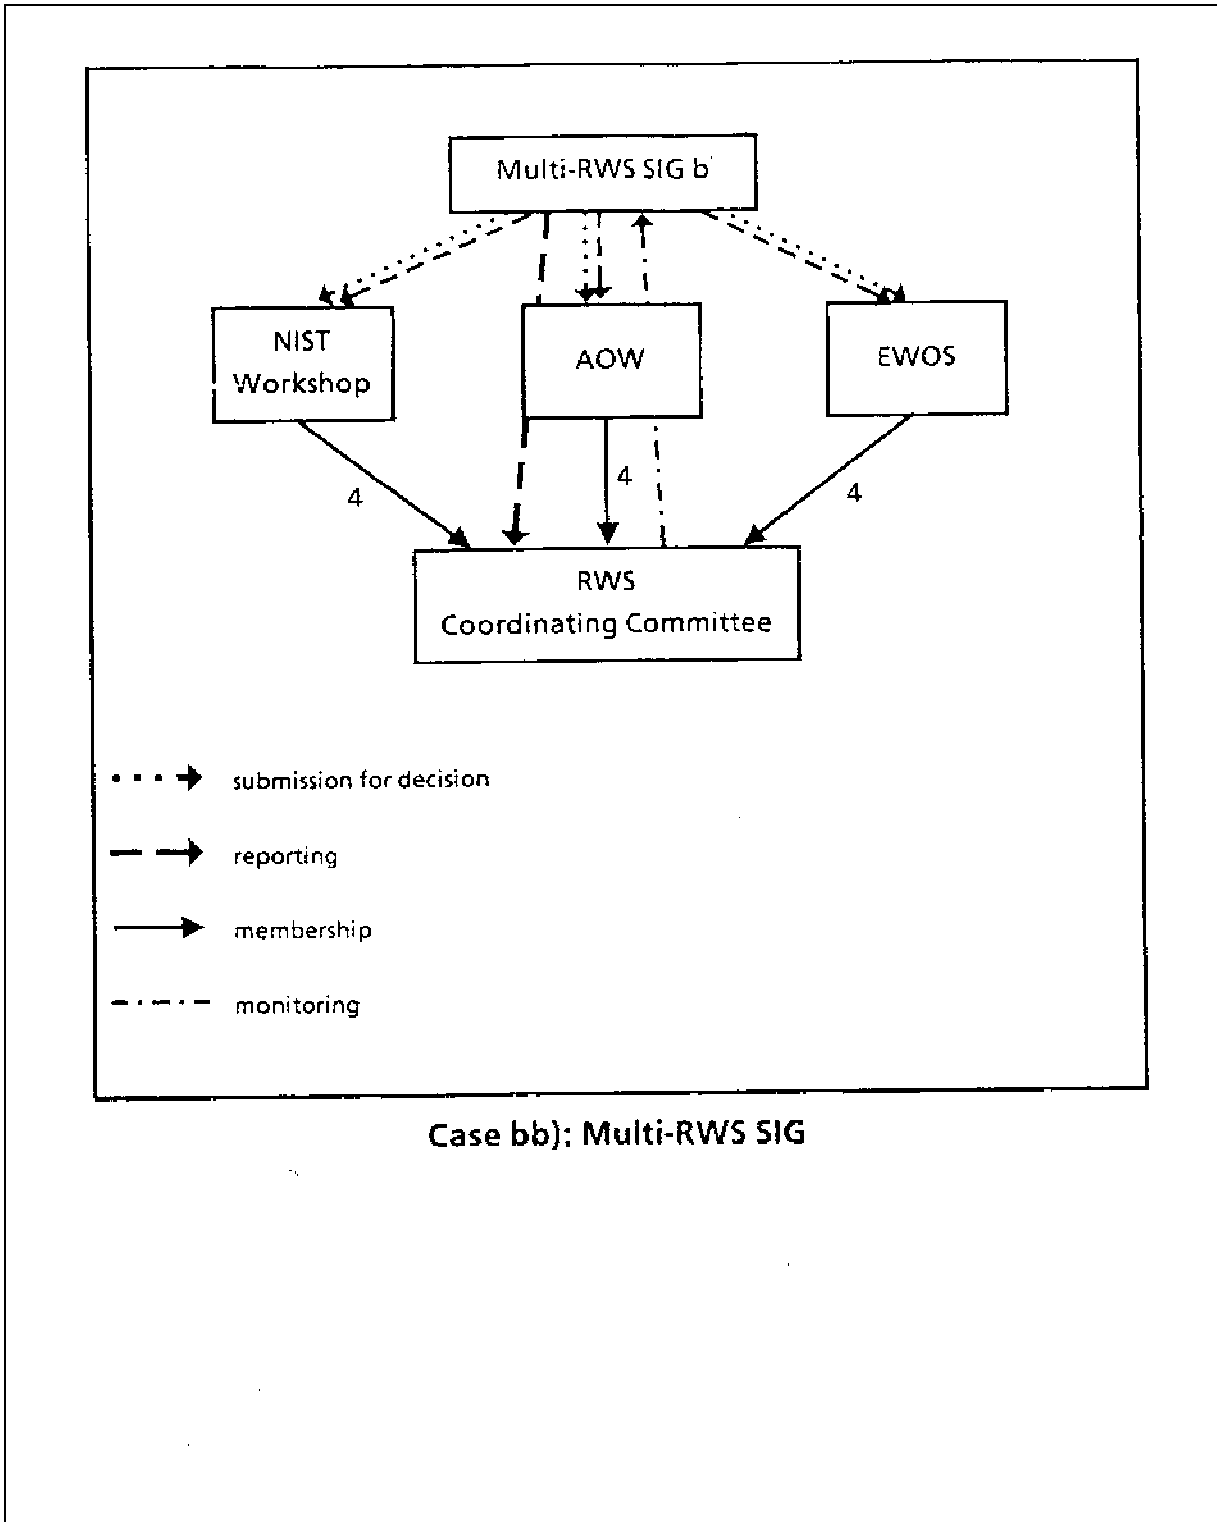 Multi-RWS SIG b
NIST
Workshop
AOW
EWOS
4
4
4
RWS
Coordinating Committee
submission for decision
reporting
membership
monitoring
Case bb): Multi-RWS SIG